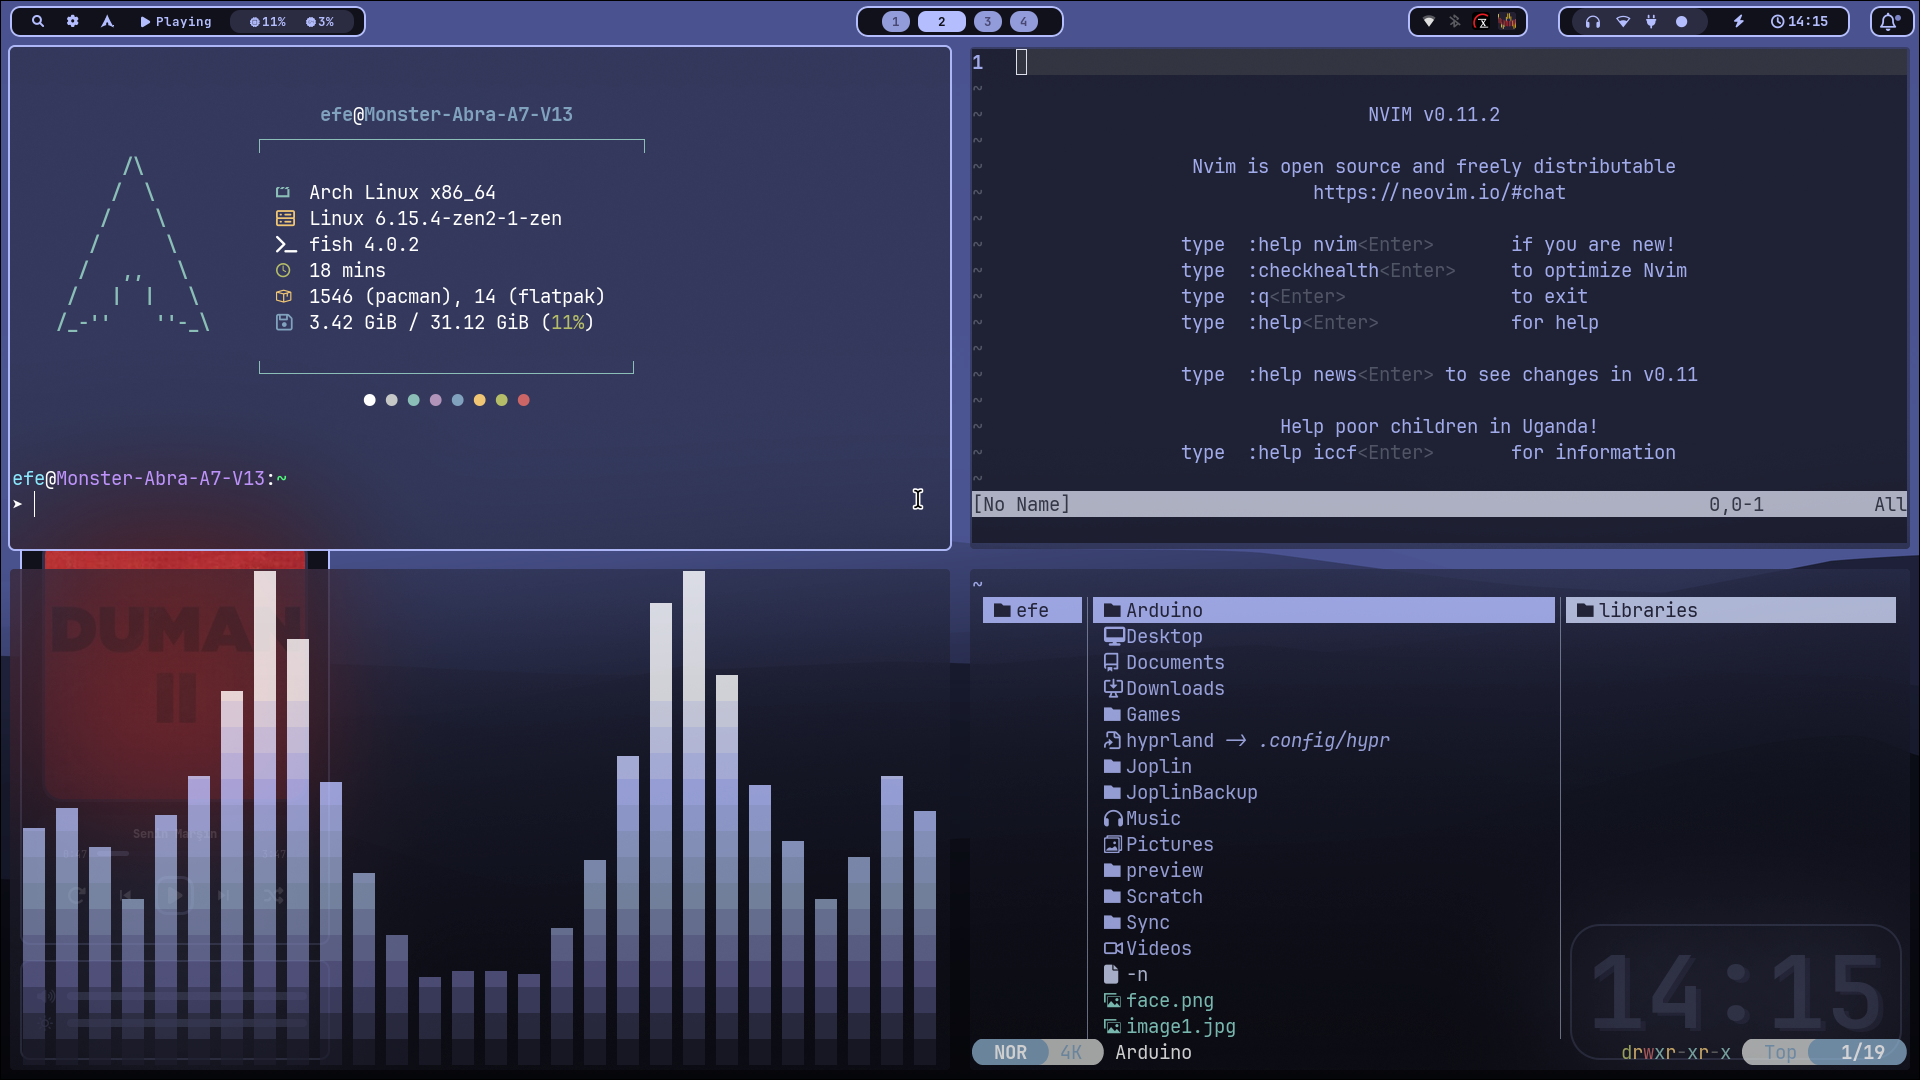 Playing 11% 3% 1 2 3 4 14:15
efe@Monster-Abra-A7-V13
Arch Linux x86_64
Linux 6.15.4-zen2-1-zen
fish 4.0.2
18 mins
1546 (pacman), 14 (flatpak)
3.42 GiB / 31.12 GiB (11%)
efe@Monster-Abra-A7-V13:~
➤
1
~
NVIM v0.11.2
Nvim is open source and freely distributable
https://neovim.io/#chat
type :help nvim<Enter> if you are new!
type :checkhealth<Enter> to optimize Nvim
type :q<Enter> to exit
type :help<Enter> for help
type :help news<Enter> to see changes in v0.11
Help poor children in Uganda!
type :help iccf<Enter> for information
[No Name] 0,0-1 All
DUMAN
II
~
efe Arduino libraries
Desktop
Documents
Downloads
Games
hyprland -> .config/hypr
Joplin
JoplinBackup
Music
Pictures
preview
Scratch
Sync
Videos
-n
face.png
image1.jpg
14:15
NOR 4K Arduino drwxr-xr-x Top 1/19